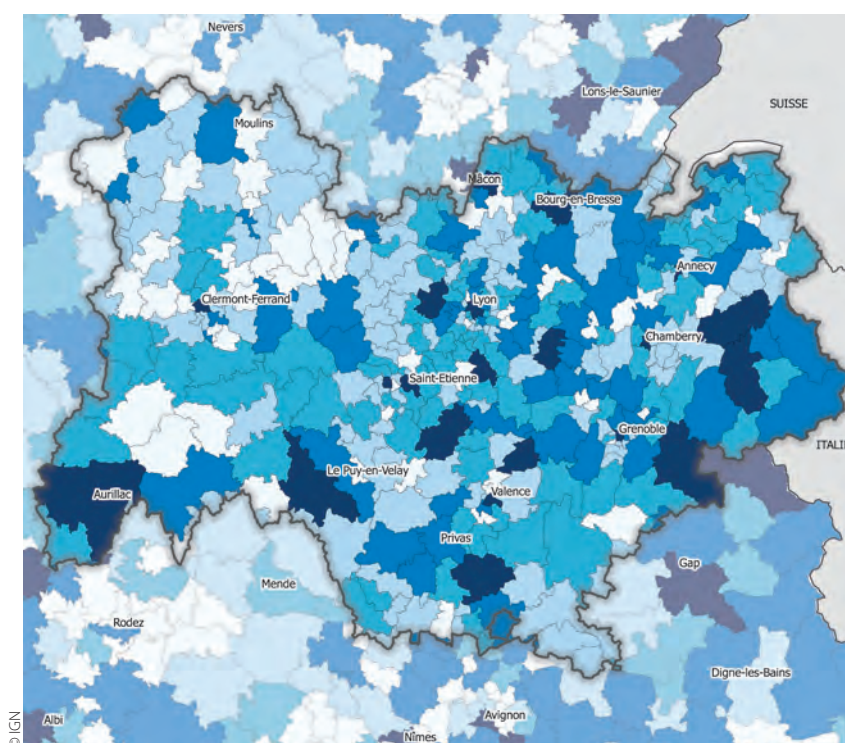 Nevers
Lons-le-Saunier
SUISSE
Moulins
Mâcon
Bourg-en-Bresse
Annecy
Clermont-Ferrand
Lyon
Chamberry
Saint-Etienne
Grenoble
ITALI
Le Puy-en-Velay
Aurillac
Valence
Privas
Gap
Mende
Rodez
Digne-les-Bains
Albi
Avignon
Nîmes
© IGN